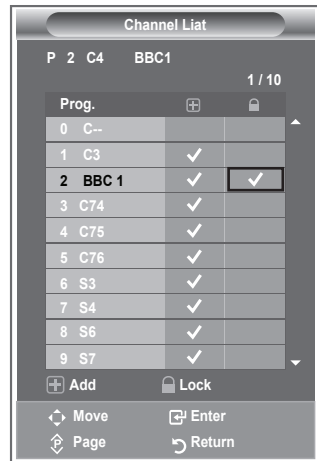 Channel Liat
P 2 C4 BBC1
1 / 10
Prog.
0 C--
1 C3
2 BBC 1
3 C74
4 C75
5 C76
6 S3
7 S4
8 S6
9 S7
Add Lock
Move Enter
P Page Return